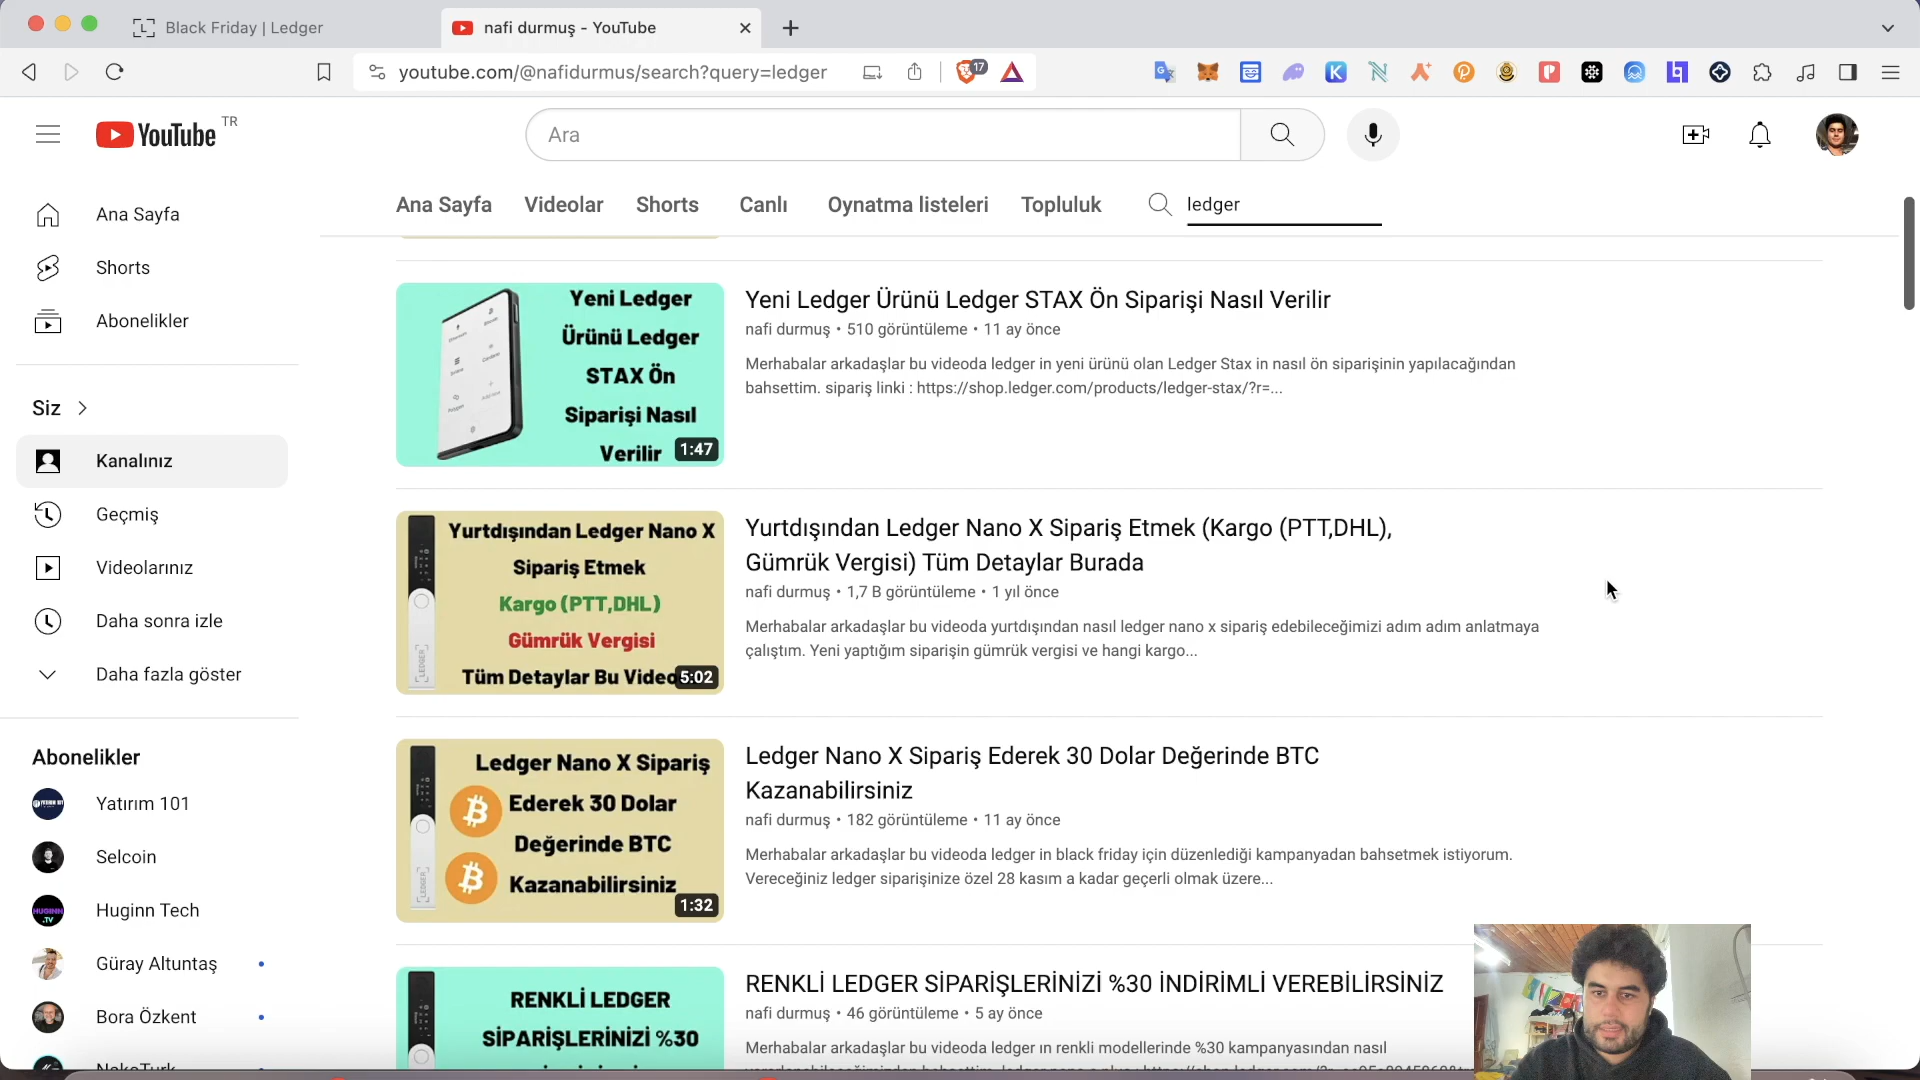 Black Friday | Ledger
nafi durmuş - YouTube
youtube.com/@nafidurmus/search?query=ledger
17
YouTube TR
Ara
Ana Sayfa
Shorts
Abonelikler
Siz
Kanalınız
Geçmiş
Videolarınız
Daha sonra izle
Daha fazla göster
Abonelikler
Yatırım 101
Selcoin
Huginn Tech
Güray Altuntaş
Bora Özkent
NakoTurk
Ana Sayfa Videolar Shorts Canlı Oynatma listeleri Topluluk ledger
Yeni Ledger
Ürünü Ledger
STAX Ön
Siparişi Nasıl
Verilir
1:47
Yeni Ledger Ürünü Ledger STAX Ön Siparişi Nasıl Verilir
nafi durmuş • 510 görüntüleme • 11 ay önce
Merhabalar arkadaşlar bu videoda ledger in yeni ürünü olan Ledger Stax in nasıl ön siparişinin yapılacağından
bahsettim. sipariş linki : https://shop.ledger.com/products/ledger-stax/?r=...
Yurtdışından Ledger Nano X
Sipariş Etmek
Kargo (PTT,DHL)
Gümrük Vergisi
Tüm Detaylar Bu Video
5:02
LEDGER
Yurtdışından Ledger Nano X Sipariş Etmek (Kargo (PTT,DHL),
Gümrük Vergisi) Tüm Detaylar Burada
nafi durmuş • 1,7 B görüntüleme • 1 yıl önce
Merhabalar arkadaşlar bu videoda yurtdışından nasıl ledger nano x sipariş edebileceğimizi adım adım anlatmaya
çalıştım. Yeni yaptığım siparişin gümrük vergisi ve hangi kargo...
Ledger Nano X Sipariş
Ederek 30 Dolar
Değerinde BTC
Kazanabilirsiniz
1:32
LEDGER
Ledger Nano X Sipariş Ederek 30 Dolar Değerinde BTC
Kazanabilirsiniz
nafi durmuş • 182 görüntüleme • 11 ay önce
Merhabalar arkadaşlar bu videoda ledger in black friday için düzenlediği kampanyadan bahsetmek istiyorum.
Vereceğiniz ledger siparişinize özel 28 kasım a kadar geçerli olmak üzere...
RENKLİ LEDGER
SİPARİŞLERİNİZİ %30
RENKLİ LEDGER SİPARİŞLERİNİZİ %30 İNDİRİMLİ VEREBİLİRSİNİZ
nafi durmuş • 46 görüntüleme • 5 ay önce
Merhabalar arkadaşlar bu videoda ledger ın renkli modellerinde %30 kampanyasından nasıl